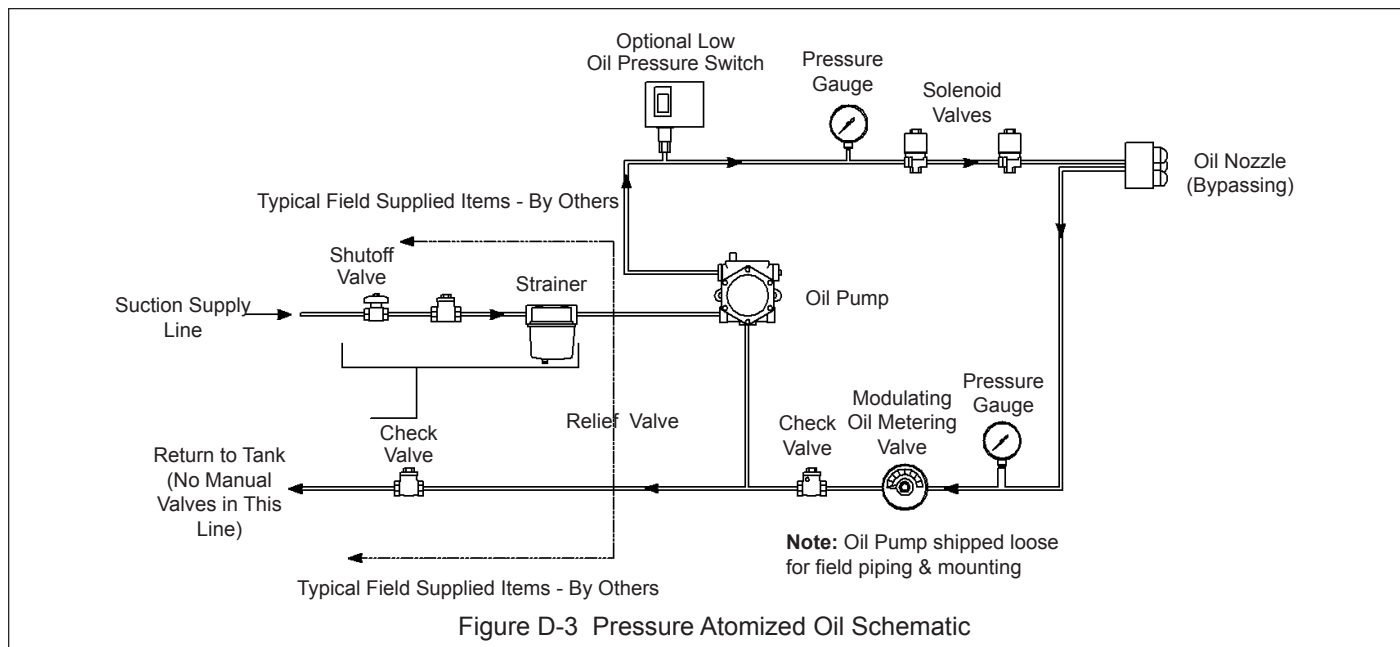 Optional Low
Oil Pressure Switch
Pressure
Gauge
Solenoid
Valves
Oil Nozzle
(Bypassing)
Typical Field Supplied Items - By Others
Shutoff
Valve
Strainer
Suction Supply
Line
Oil Pump
Relief Valve
Check
Valve
Return to Tank
(No Manual
Valves in This
Line)
Check
Valve
Modulating
Oil Metering
Valve
Pressure
Gauge
Note: Oil Pump shipped loose
for field piping & mounting
Typical Field Supplied Items - By Others
Figure D-3 Pressure Atomized Oil Schematic